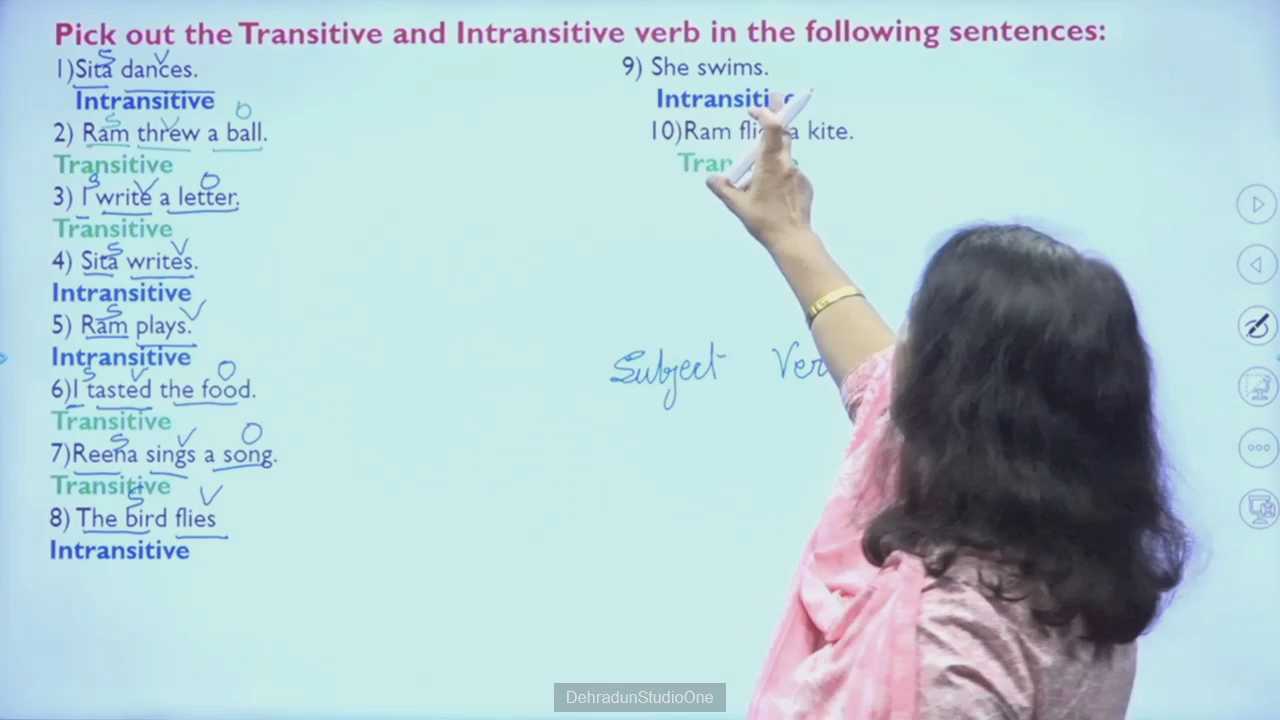 Pick out the Transitive and Intransitive verb in the following sentences:
1)Sita dances.
S V
Intransitive
2) Ram threw a ball.
S V O
Transitive
3) I write a letter.
S V O
Transitive
4) Sita writes.
S V
Intransitive
5) Ram plays.
S V
Intransitive
6)I tasted the food.
S V O
Transitive
7)Reena sings a song.
S V O
Transitive
8) The bird flies
S V
Intransitive
9) She swims.
10)Ram a kite.
Subject
DehradunStudioOne